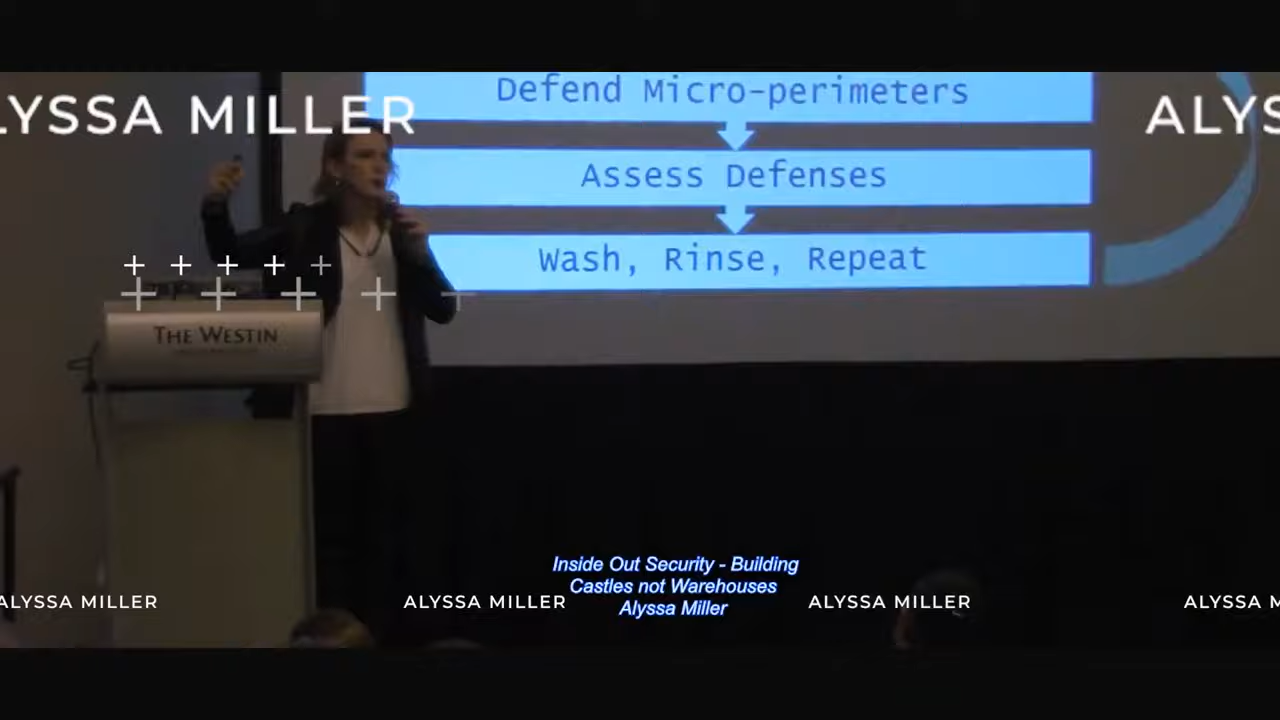 Defend Micro-perimeters
LYSSA MILLER
ALYS
Assess Defenses
Wash, Rinse, Repeat
THE WESTIN
Inside Out Security - Building
Castles not Warehouses
Alyssa Miller
ALYSSA MILLER
ALYSSA MILLER
ALYSSA MILLER
ALYSSA M